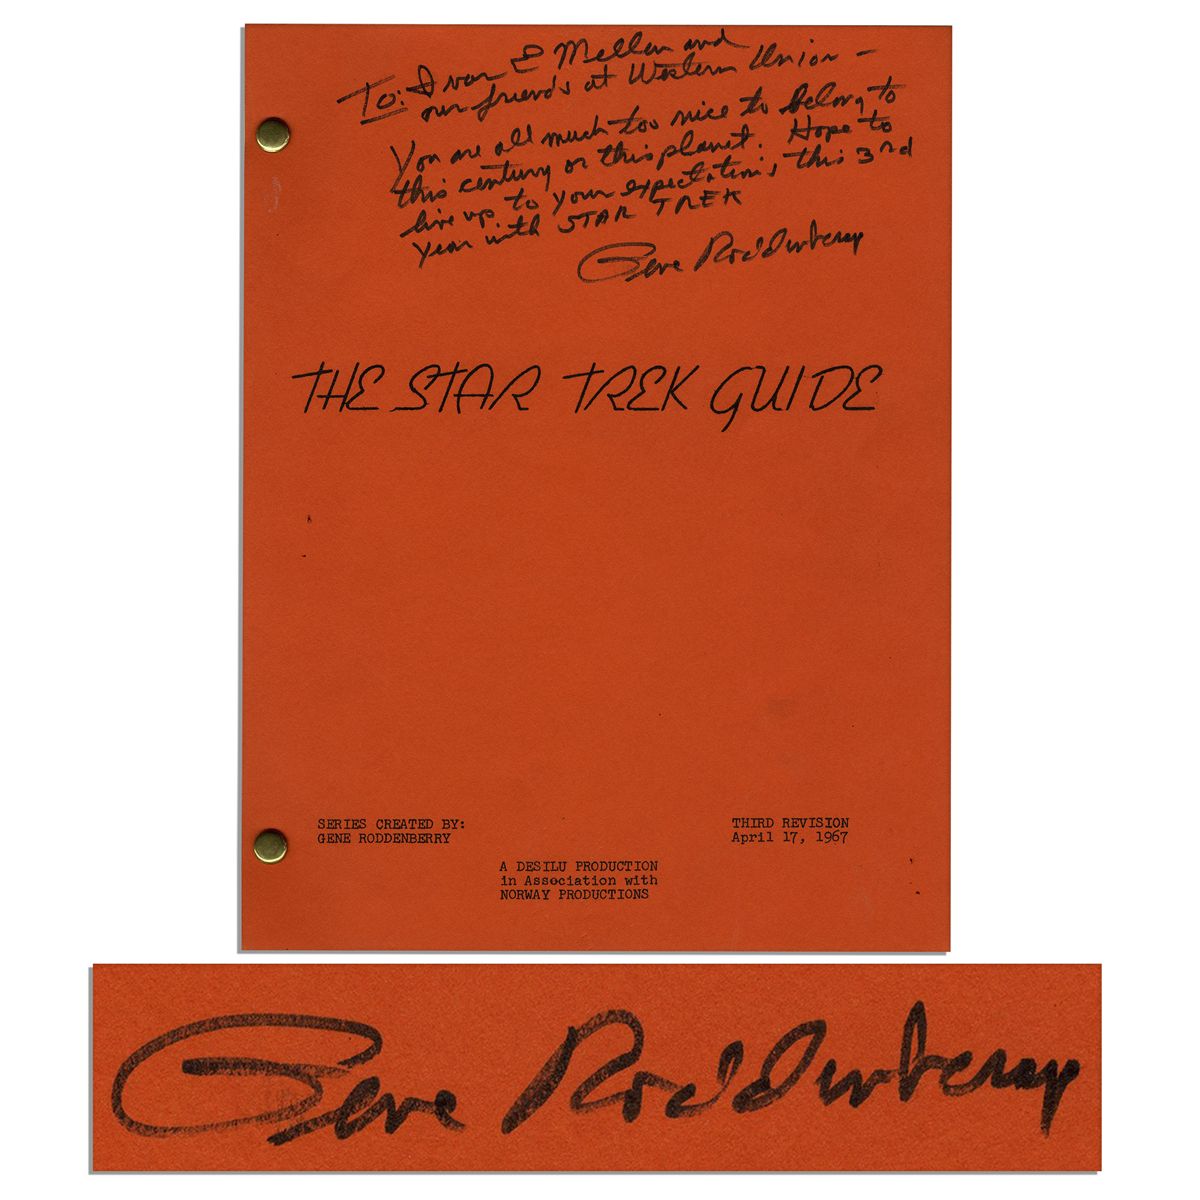 To: Ivan E Mellen and
our friends at Western Union -
You are all much too nice to belong to
this century or this planet. Hope to
live up to your expectations this 3rd
Year with STAR TREK
Gene Roddenberry
THE STAR TREK GUIDE
SERIES CREATED BY:
GENE RODDENBERRY
THIRD REVISION
April 17, 1967
A DESILU PRODUCTION
in Association with
NORWAY PRODUCTIONS
Gene Roddenberry